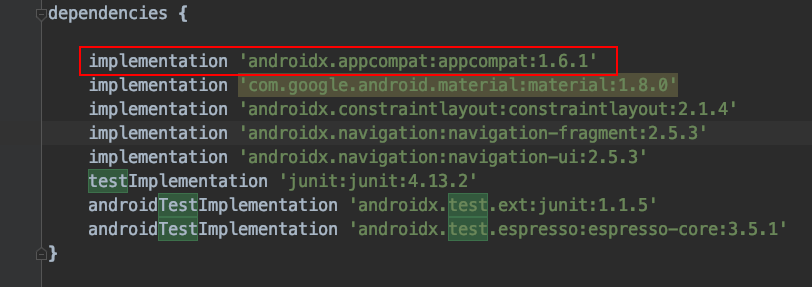 dependencies {
implementation 'androidx.appcompat:appcompat:1.6.1'
implementation 'com.google.android.material:material:1.8.0'
implementation 'androidx.constraintlayout:constraintlayout:2.1.4'
implementation 'androidx.navigation:navigation-fragment:2.5.3'
implementation 'androidx.navigation:navigation-ui:2.5.3'
testImplementation 'junit:junit:4.13.2'
androidTestImplementation 'androidx.test.ext:junit:1.1.5'
androidTestImplementation 'androidx.test.espresso:espresso-core:3.5.1'
}